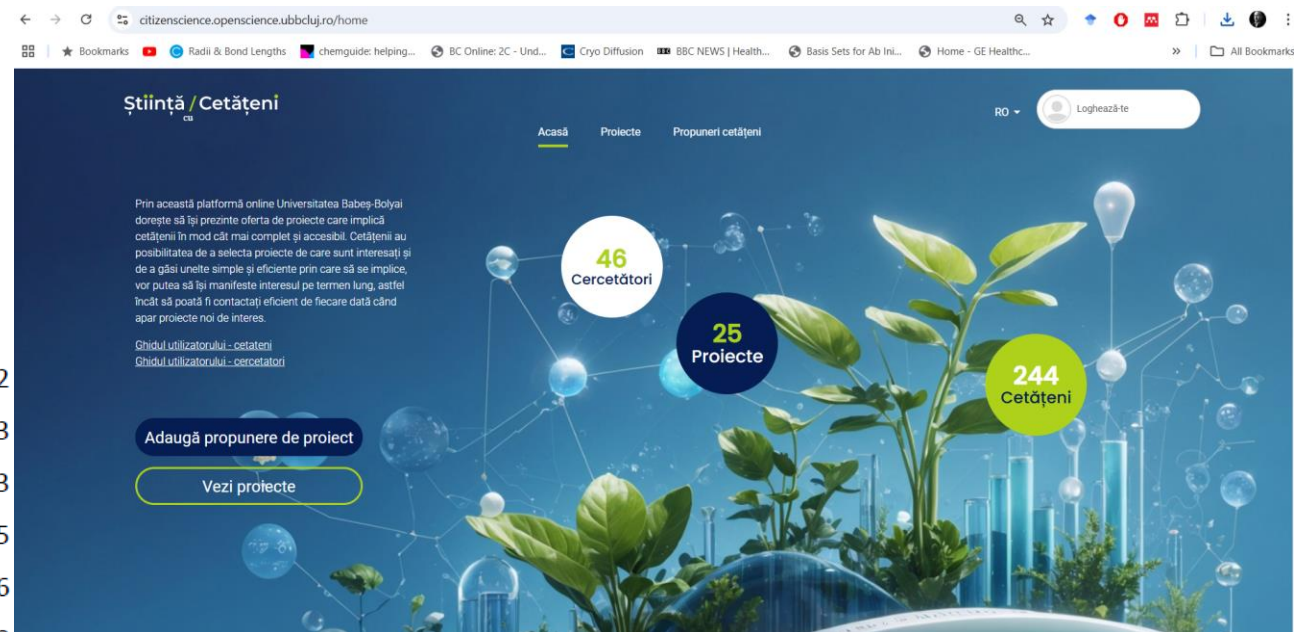 citizenscience.openscience.ubbcluj.ro/home
Bookmarks
Radii & Bond Lengths
chemguide: helping...
BC Online: 2C - Und...
Cryo Diffusion
BBC NEWS | Health...
Basis Sets for Ab Ini...
Home - GE Healthc...
»
All Bookmarks
Știință / Cetățeni
cu
Acasă
Proiecte
Propuneri cetățeni
RO
Loghează-te
Prin această platformă online Universitatea Babeș-Bolyai
dorește să își prezinte oferta de proiecte care implică
cetățenii în mod cât mai complet și accesibil. Cetățenii au
posibilitatea de a selecta proiecte de care sunt interesați și
de a găsi unelte simple și eficiente prin care să se implice,
vor putea să își manifeste interesul pe termen lung, astfel
încât să poată fi contactați eficient de fiecare dată când
apar proiecte noi de interes.
Ghidul utilizatorului - cetateni
Ghidul utilizatorului - cercetatori
46
Cercetători
25
Proiecte
244
Cetățeni
Adaugă propunere de proiect
Vezi proiecte
2
3
3
5
6